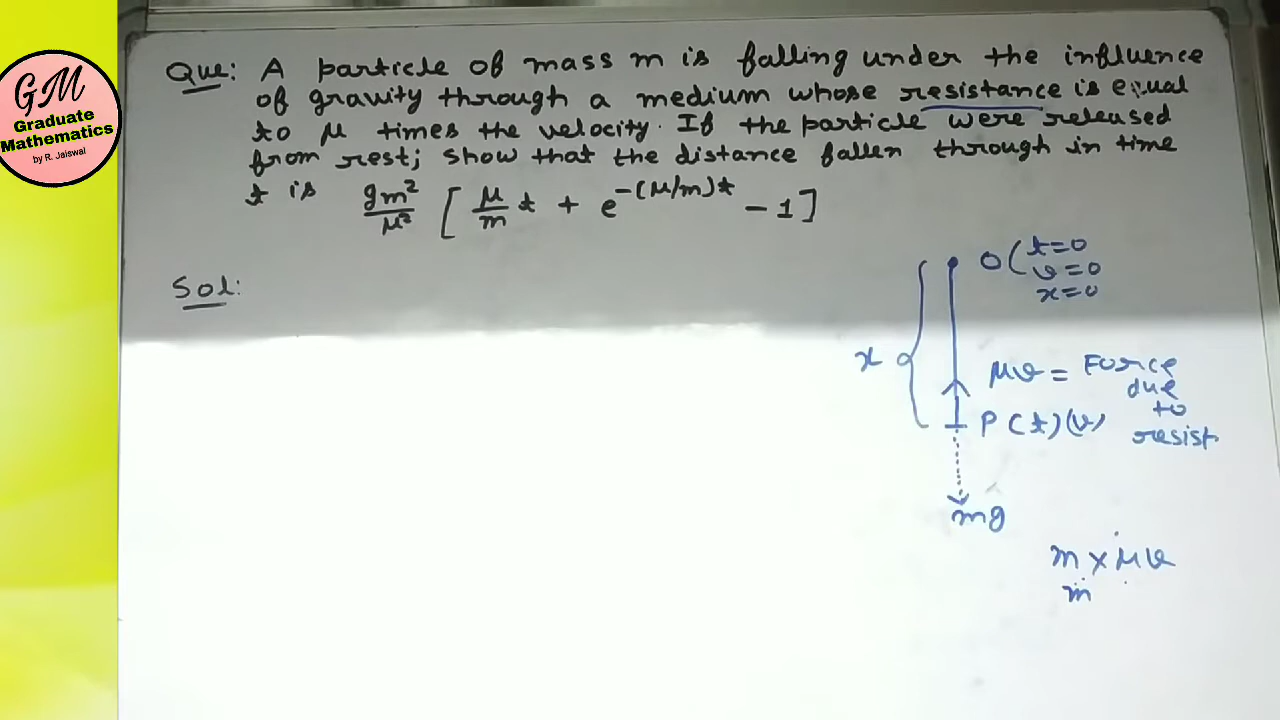 GM
Graduate
Mathematics
by R. Jaiswal
Que: A particle of mass m is falling under the influence
of gravity through a medium whose resistance is equal
to μ times the velocity. If the particle were released
from rest; show that the distance fallen through in time
t is gm²/μ² [ μ/m t + e^-(μ/m)t - 1 ]
Sol:
O ( t=0
v=0
x=0
x
μv = Force
due
to
resist.
P (t)(v)
mg
m × μv
m